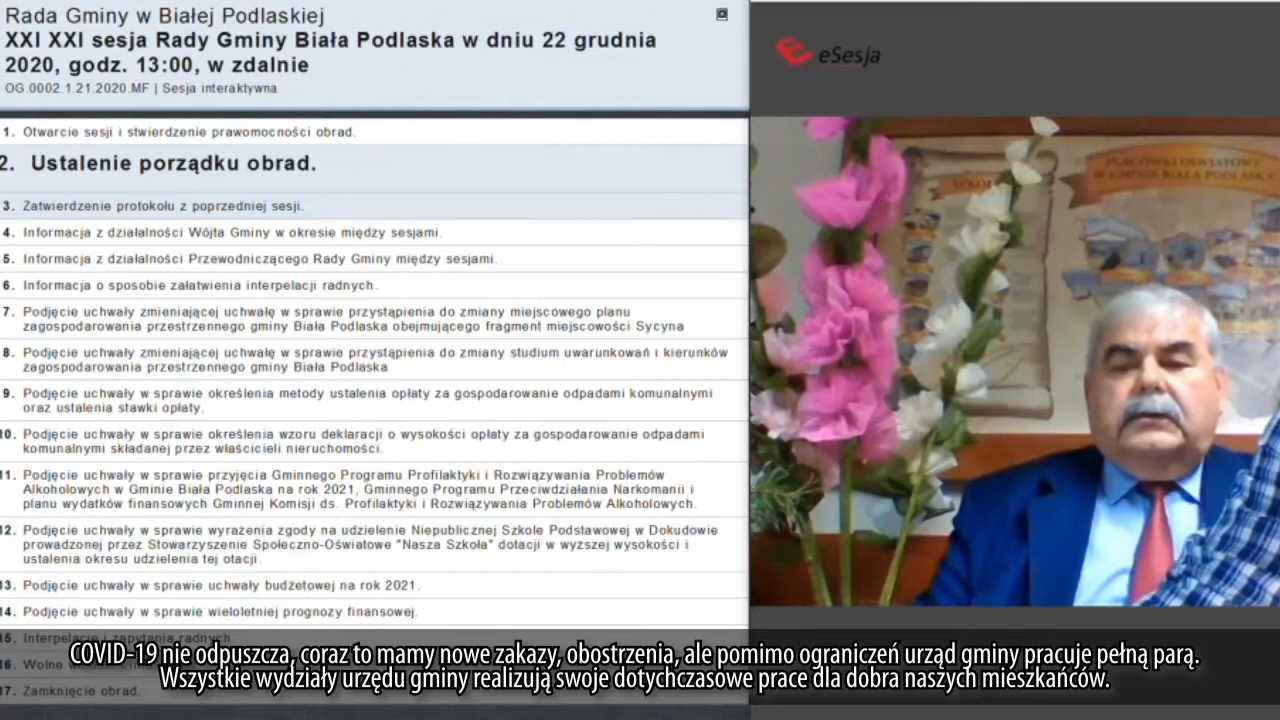 Rada Gminy w Białej Podlaskiej
XXI XXI sesja Rady Gminy Biała Podlaska w dniu 22 grudnia
2020, godz. 13:00, w zdalnie
OG.0002.1.21.2020.MF | Sesja interaktywna
1. Otwarcie sesji i stwierdzenie prawomocności obrad.
2. Ustalenie porządku obrad.
3. Zatwierdzenie protokołu z poprzedniej sesji.
4. Informacja z działalności Wójta Gminy w okresie między sesjami.
5. Informacja z działalności Przewodniczącego Rady Gminy między sesjami.
6. Informacja o sposobie załatwienia interpelacji radnych.
7. Podjęcie uchwały zmieniającej uchwałę w sprawie przystąpienia do zmiany miejscowego planu
zagospodarowania przestrzennego gminy Biała Podlaska obejmującego fragment miejscowości Sycyna
8. Podjęcie uchwały zmieniającej uchwałę w sprawie przystąpienia do zmiany studium uwarunkowań i kierunków
zagospodarowania przestrzennego gminy Biała Podlaska
9. Podjęcie uchwały w sprawie określenia metody ustalenia opłaty za gospodarowanie odpadami komunalnymi
oraz ustalenia stawki opłaty.
10. Podjęcie uchwały w sprawie określenia wzoru deklaracji o wysokości opłaty za gospodarowanie odpadami
komunalnymi składanej przez właścicieli nieruchomości.
11. Podjęcie uchwały w sprawie przyjęcia Gminnego Programu Profilaktyki i Rozwiązywania Problemów
Alkoholowych w Gminie Biała Podlaska na rok 2021, Gminnego Programu Przeciwdziałania Narkomanii i
planu wydatków finansowych Gminnej Komisji ds. Profilaktyki i Rozwiązywania Problemów Alkoholowych.
12. Podjęcie uchwały w sprawie wyrażenia zgody na udzielenie Niepublicznej Szkole Podstawowej w Dokudowie
prowadzonej przez Stowarzyszenie Społeczno-Oświatowe "Nasza Szkoła" dotacji w wyższej wysokości i
ustalenia okresu udzielenia tej otacji.
13. Podjęcie uchwały w sprawie uchwały budżetowej na rok 2021.
14. Podjęcie uchwały w sprawie wieloletniej prognozy finansowej.
15. Interpelacje i zapytania radnych.
16. Wolne
17. Zamknięcie obrad.
eSesja
PLACÓWKI OŚWIATOWE
W GMINIE BIAŁA PODLASKA
COVID-19 nie odpuszcza, coraz to mamy nowe zakazy, obostrzenia, ale pomimo ograniczeń urząd gminy pracuje pełną parą.
Wszystkie wydziały urzędu gminy realizują swoje dotychczasowe prace dla dobra naszych mieszkańców.